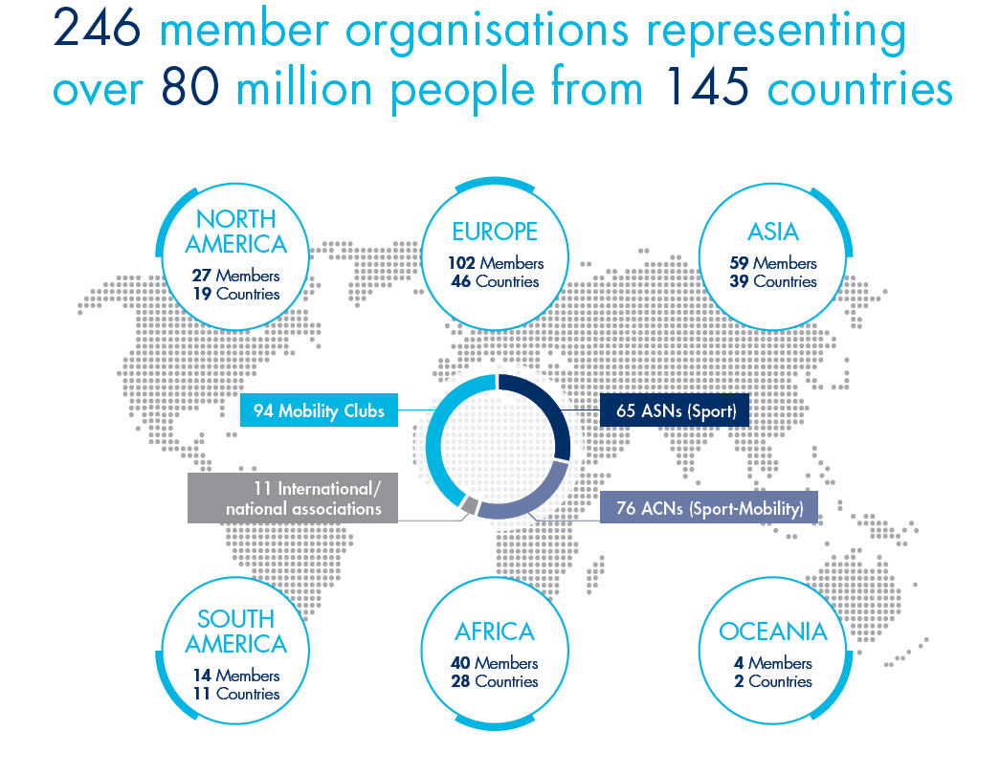 246 member organisations representing
over 80 million people from 145 countries
NORTH
AMERICA
27 Members
19 Countries
EUROPE
102 Members
46 Countries
ASIA
59 Members
39 Countries
94 Mobility Clubs
65 ASNs (Sport)
11 International/
national associations
76 ACNs (Sport-Mobility)
SOUTH
AMERICA
14 Members
11 Countries
AFRICA
40 Members
28 Countries
OCEANIA
4 Members
2 Countries